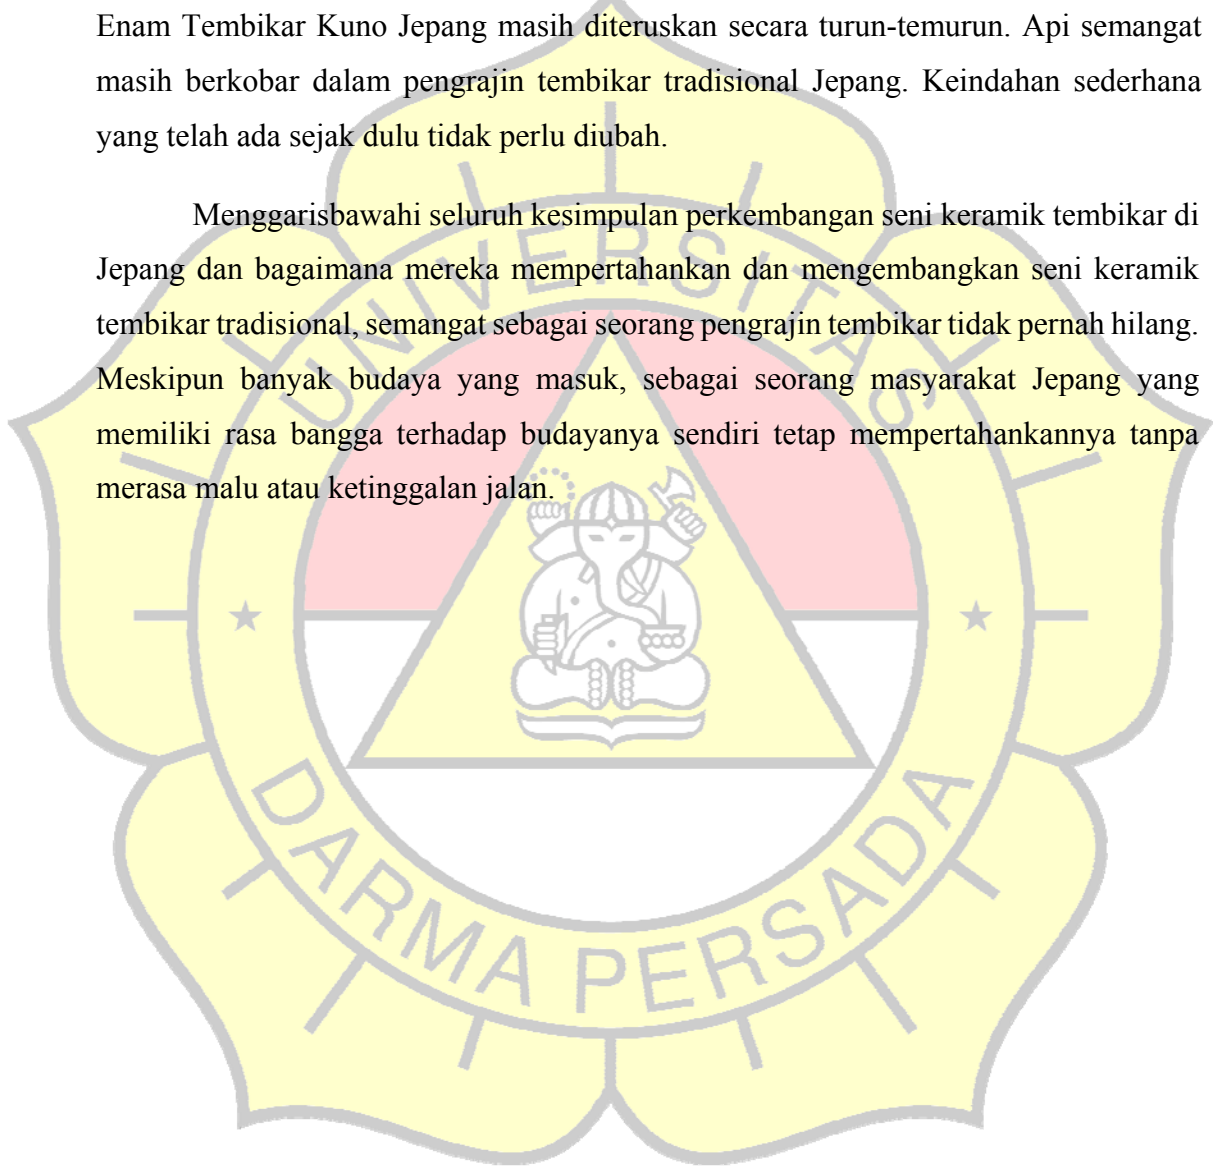 Enam Tembikar Kuno Jepang masih diteruskan secara turun-temurun. Api semangat
masih berkobar dalam pengrajin tembikar tradisional Jepang. Keindahan sederhana
yang telah ada sejak dulu tidak perlu diubah.
Menggarisbawahi seluruh kesimpulan perkembangan seni keramik tembikar di
Jepang dan bagaimana mereka mempertahankan dan mengembangkan seni keramik
tembikar tradisional, semangat sebagai seorang pengrajin tembikar tidak pernah hilang.
Meskipun banyak budaya yang masuk, sebagai seorang masyarakat Jepang yang
memiliki rasa bangga terhadap budayanya sendiri tetap mempertahankannya tanpa
merasa malu atau ketinggalan jalan.
UNIVERSITAS
DARMA PERSADA